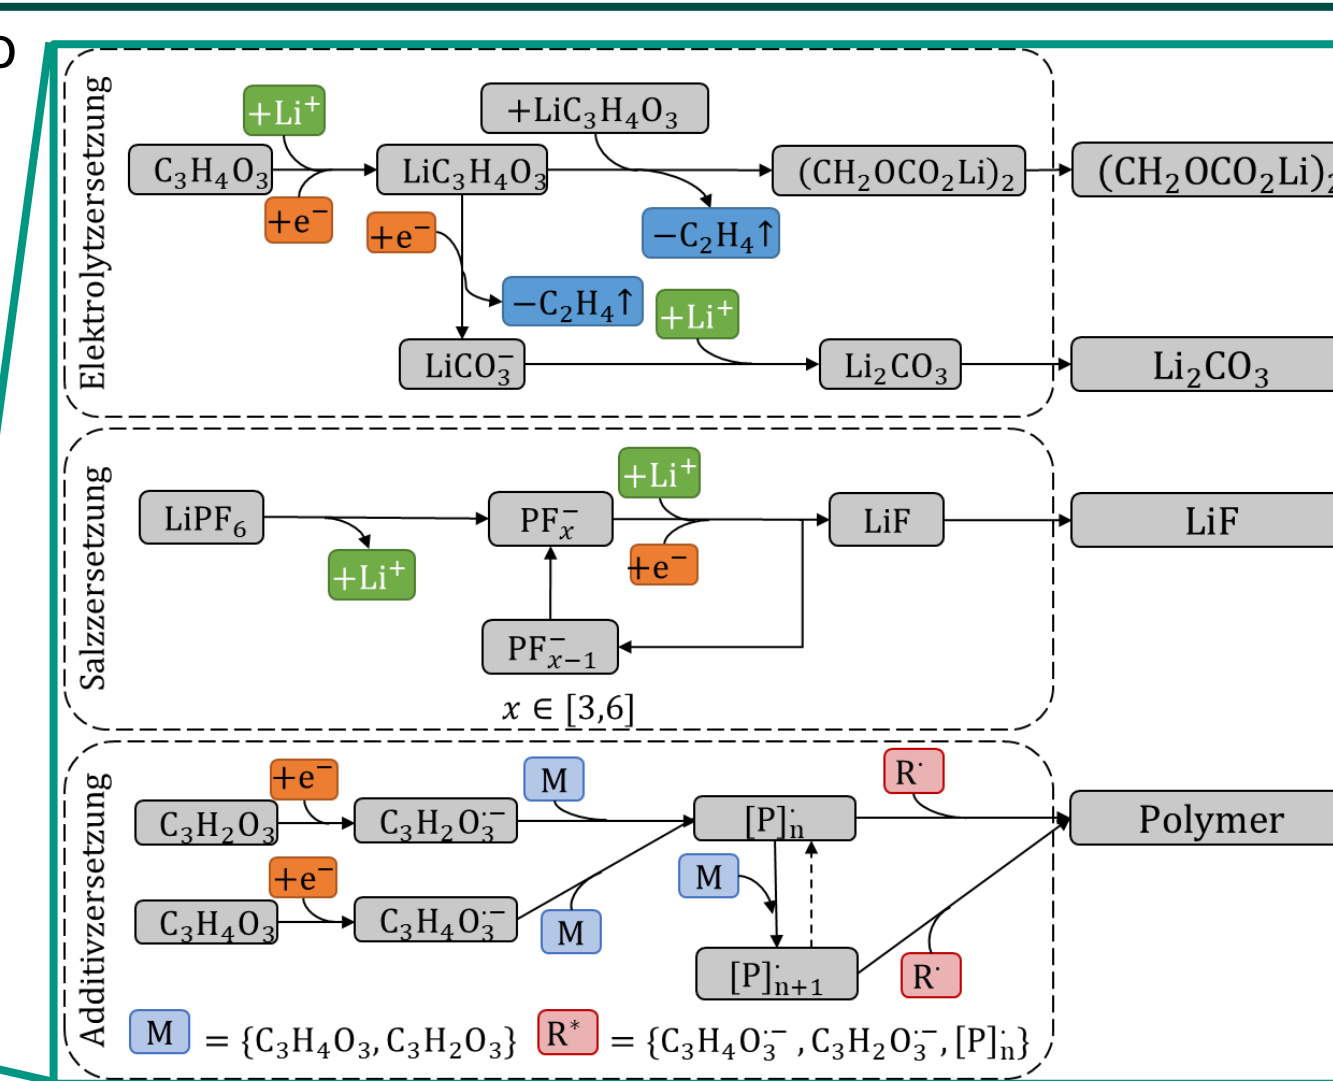 Elektrolytzersetzung
+Li⁺
+LiC₃H₄O₃
C₃H₄O₃
LiC₃H₄O₃
(CH₂OCO₂Li)₂
(CH₂OCO₂Li)₂
+e⁻
+e⁻
−C₂H₄↑
−C₂H₄↑
+Li⁺
LiCO₃⁻
Li₂CO₃
Li₂CO₃
Salzzersetzung
+Li⁺
LiPF₆
PFₓ⁻
LiF
LiF
+Li⁺
+e⁻
PFₓ₋₁⁻
x ∈ [3,6]
Additivzersetzung
+e⁻
M
R˙
C₃H₂O₃
C₃H₂O₃˙⁻
[P]ₙ˙
Polymer
+e⁻
M
C₃H₄O₃
C₃H₄O₃˙⁻
M
[P]ₙ₊₁˙
R˙
M = {C₃H₄O₃, C₃H₂O₃} R* = {C₃H₄O₃˙⁻, C₃H₂O₃˙⁻, [P]ₙ˙}